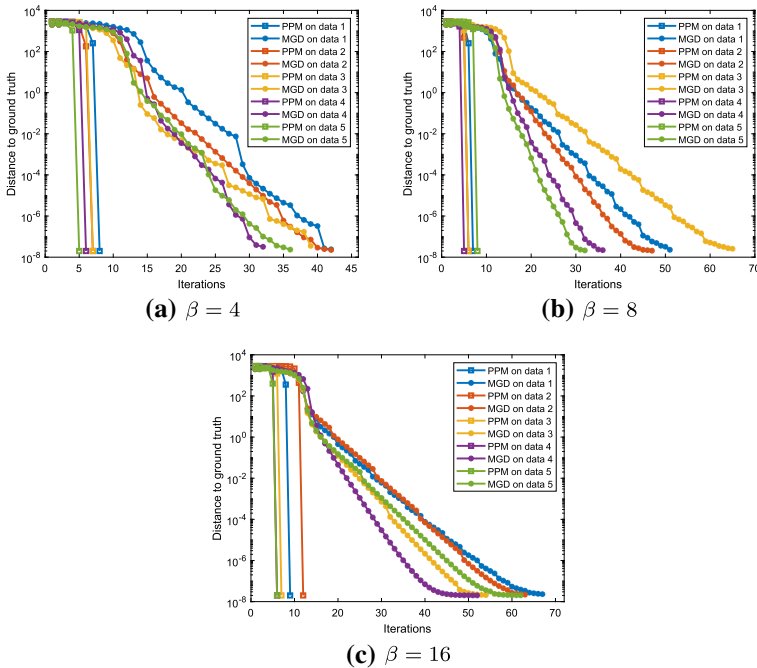 10^4
10^2
10^0
10^-2
10^-4
10^-6
10^-8
Distance to ground truth
0 5 10 15 20 25 30 35 40 45
Iterations
PPM on data 1
MGD on data 1
PPM on data 2
MGD on data 2
PPM on data 3
MGD on data 3
PPM on data 4
MGD on data 4
PPM on data 5
MGD on data 5
(a) β = 4
10^4
10^2
10^0
10^-2
10^-4
10^-6
10^-8
Distance to ground truth
0 10 20 30 40 50 60 70
Iterations
PPM on data 1
MGD on data 1
PPM on data 2
MGD on data 2
PPM on data 3
MGD on data 3
PPM on data 4
MGD on data 4
PPM on data 5
MGD on data 5
(b) β = 8
10^4
10^2
10^0
10^-2
10^-4
10^-6
10^-8
Distance to ground truth
0 10 20 30 40 50 60 70
Iterations
PPM on data 1
MGD on data 1
PPM on data 2
MGD on data 2
PPM on data 3
MGD on data 3
PPM on data 4
MGD on data 4
PPM on data 5
MGD on data 5
(c) β = 16